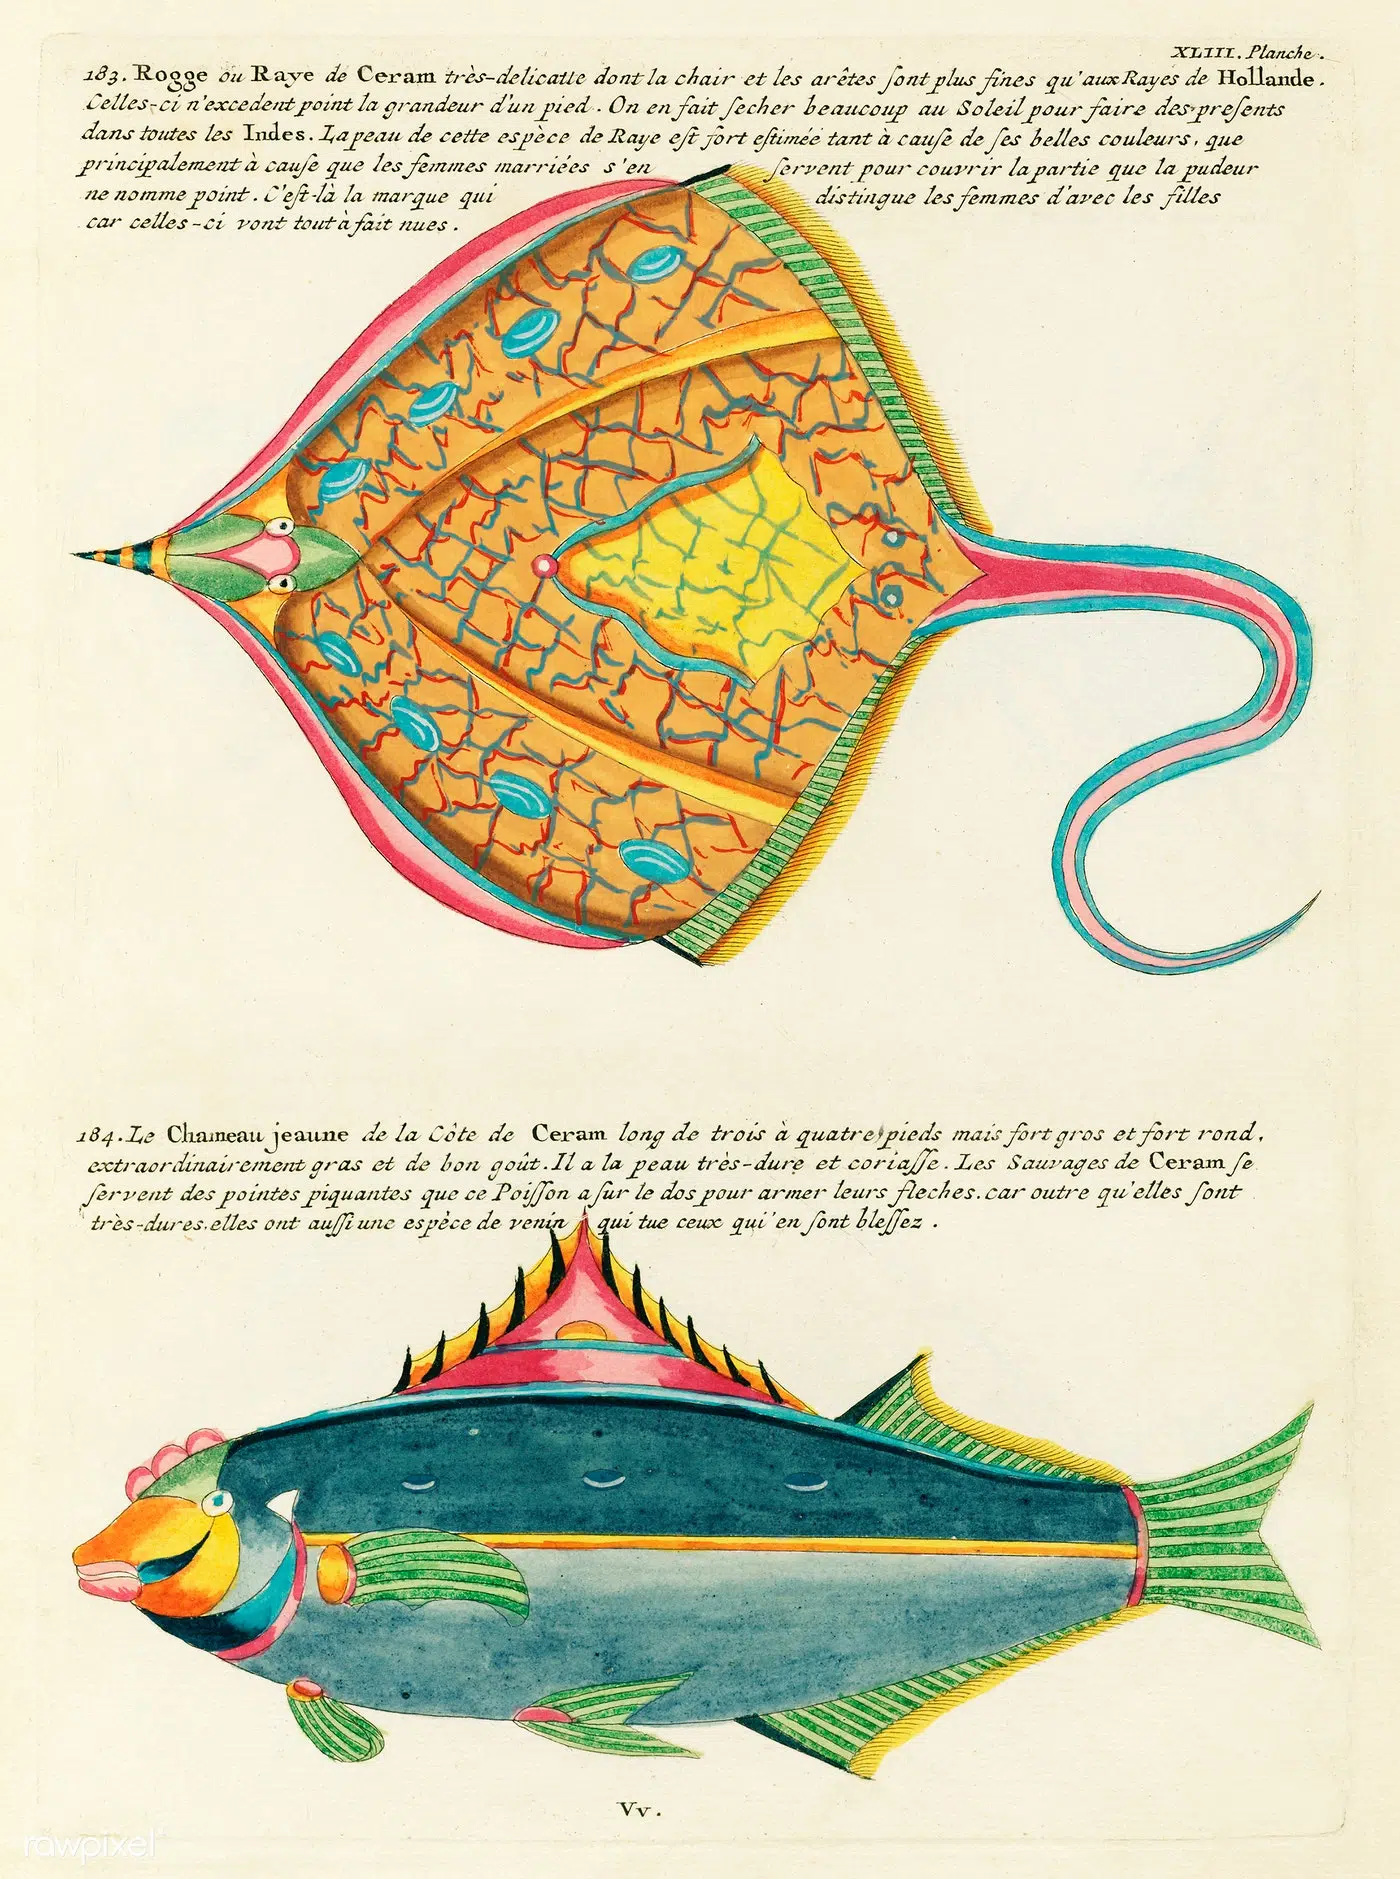 XLIII. Planche.
183. Rogge ou Raye de Ceram très-delicatte dont la chair et les arêtes ſont plus fines qu'aux Rayes de Hollande.
Celles-ci n'excedent point la grandeur d'un pied. On en fait ſecher beaucoup au Soleil pour faire des preſents
dans toutes les Indes. La peau de cette espèce de Raye eſt fort eſtimée tant à cauſe de ſes belles couleurs, que
principalement à cauſe que les femmes marriées s'en ſervent pour couvrir la partie que la pudeur
ne nomme point. C'eſt-là la marque qui distingue les femmes d'avec les filles
car celles-ci vont tout à fait nues.
184. Le Chameau jeaune de la Côte de Ceram long de trois à quatre pieds mais fort gros et fort rond,
extraordinairement gras et de bon goût. Il a la peau très-dure et coriaſſe. Les Sauvages de Ceram ſe
ſervent des pointes piquantes que ce Poiſſon a ſur le dos pour armer leurs fleches. car outre qu'elles ſont
très-dures. elles ont auſſi une espèce de venin qui tue ceux qui'en ſont bleſſez.
Vv.
rawpixel